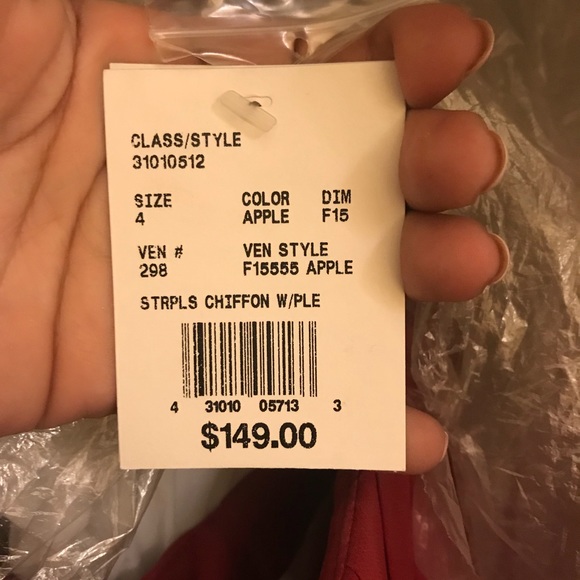 CLASS/STYLE
31010512
SIZE COLOR DIM
4 APPLE F15
VEN # VEN STYLE
298 F15555 APPLE
STRPLS CHIFFON W/PLE
4 31010 05713 3
$149.00